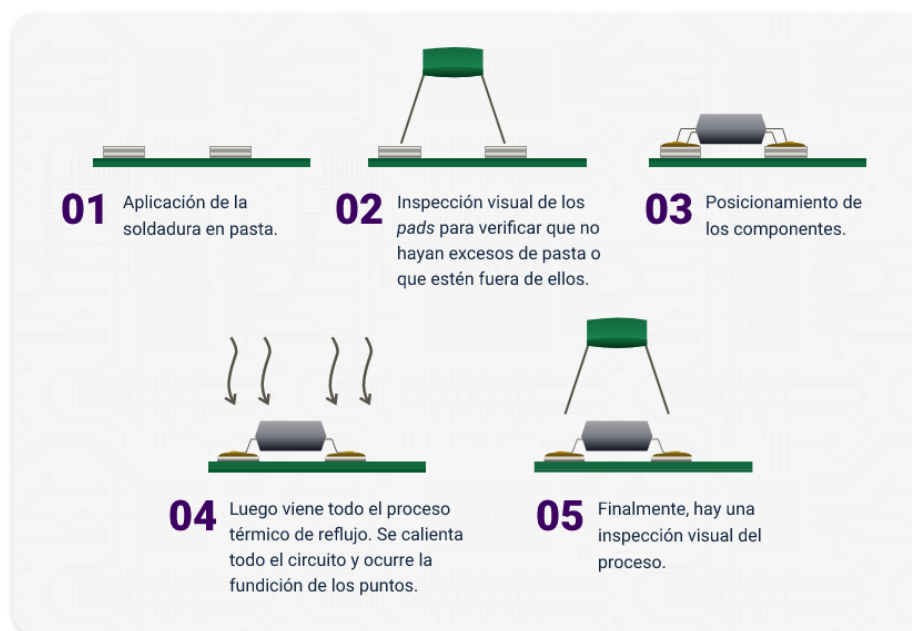 01
Aplicación de la
soldadura en pasta.
02
Inspección visual de los
pads para verificar que no
hayan excesos de pasta o
que estén fuera de ellos.
03
Posicionamiento de
los componentes.
04
Luego viene todo el proceso
térmico de reflujo. Se calienta
todo el circuito y ocurre la
fundición de los puntos.
05
Finalmente, hay una
inspección visual del
proceso.